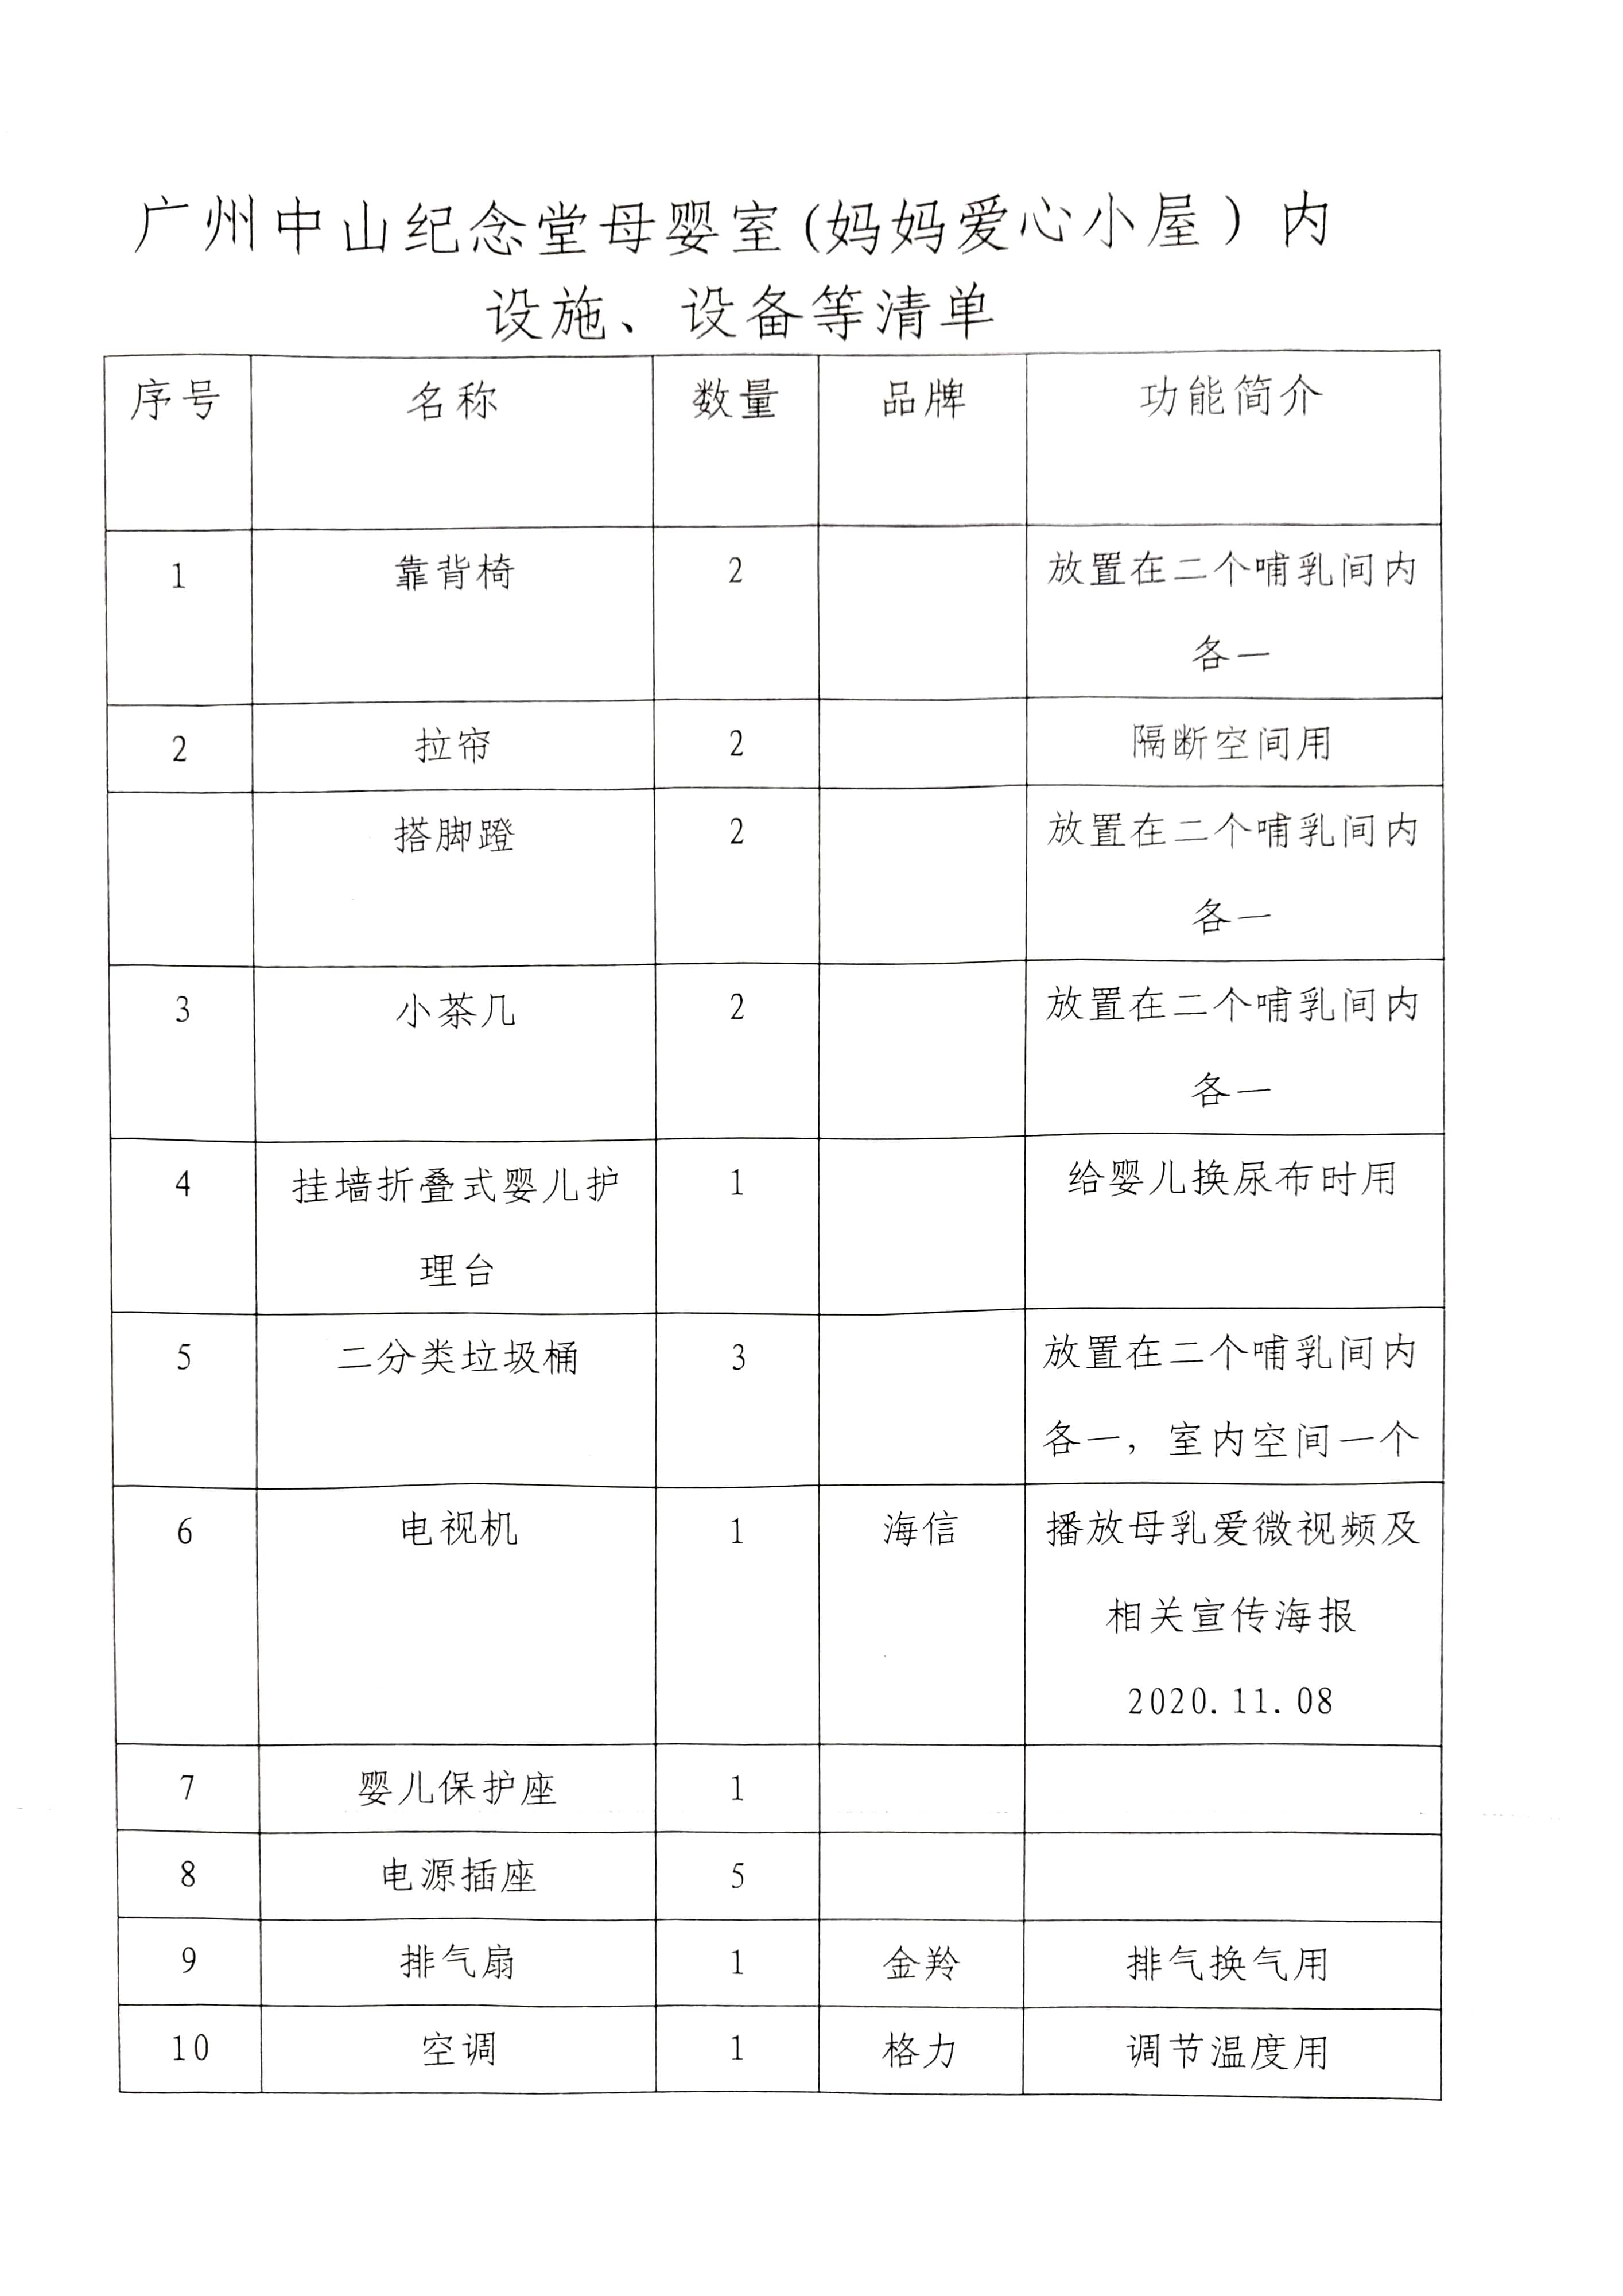 广州中山纪念堂母婴室(妈妈爱心小屋)内
设施、设备等清单
序号 名称 数量 品牌 功能简介
1 靠背椅 2 放置在二个哺乳间内
各一
2 拉帘 2 隔断空间用
搭脚蹬 2 放置在二个哺乳间内
各一
3 小茶几 2 放置在二个哺乳间内
各一
4 挂墙折叠式婴儿护 1 给婴儿换尿布时用
理台
5 二分类垃圾桶 3 放置在二个哺乳间内
各一，室内空间一个
6 电视机 1 海信 播放母乳爱微视频及
相关宣传海报
2020.11.08
7 婴儿保护座 1
8 电源插座 5
9 排气扇 1 金羚 排气换气用
10 空调 1 格力 调节温度用